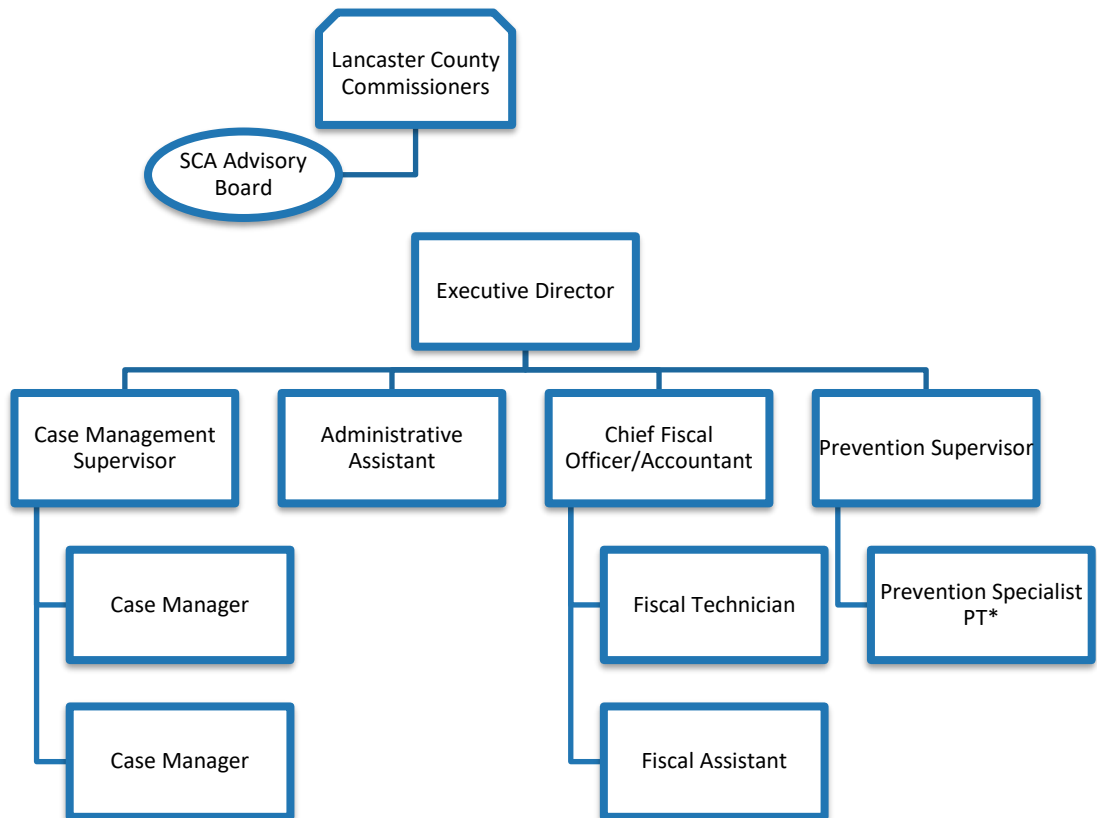 Lancaster County
Commissioners
SCA Advisory
Board
Executive Director
Case Management
Supervisor
Administrative
Assistant
Chief Fiscal
Officer/Accountant
Prevention Supervisor
Case Manager
Fiscal Technician
Prevention Specialist
PT*
Case Manager
Fiscal Assistant